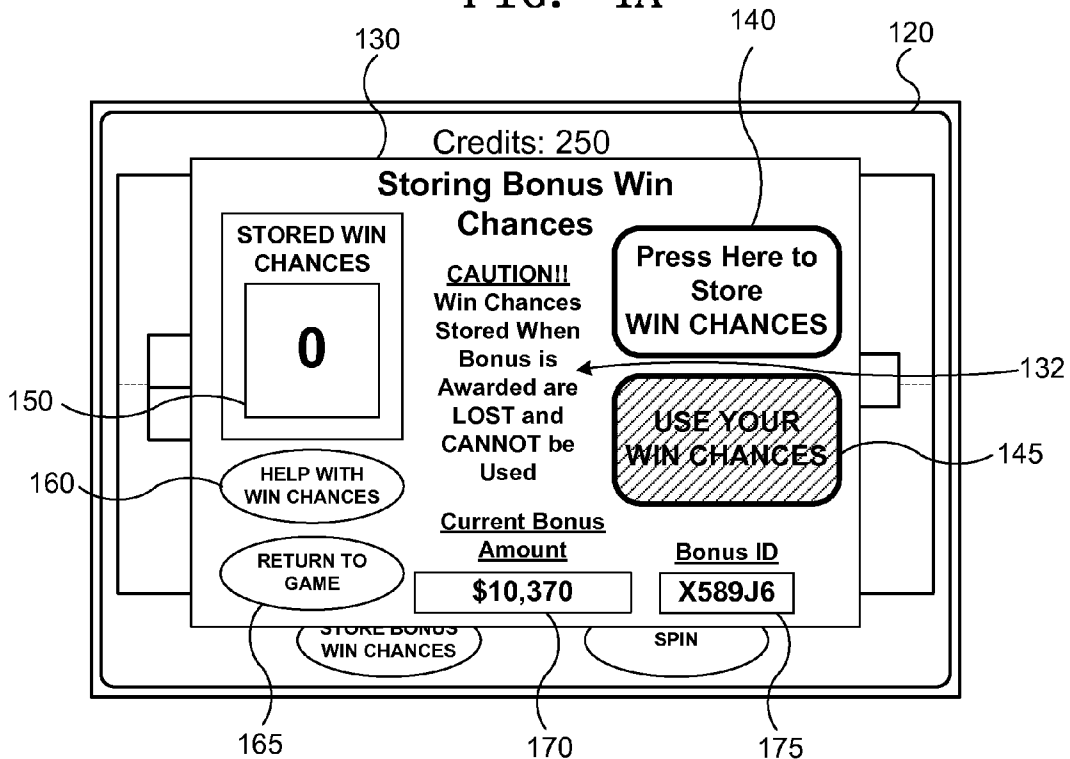 FIG. 4A
130
140
120
Credits: 250
Storing Bonus Win
Chances
STORED WIN
CHANCES
0
CAUTION!!
Win Chances
Stored When
Bonus is
Awarded are
LOST and
CANNOT be
Used
Press Here to
Store
WIN CHANCES
132
150
USE YOUR
WIN CHANCES
145
160
HELP WITH
WIN CHANCES
RETURN TO
GAME
Current Bonus
Amount
$10,370
Bonus ID
X589J6
STORE BONUS
WIN CHANCES
SPIN
165
170
175